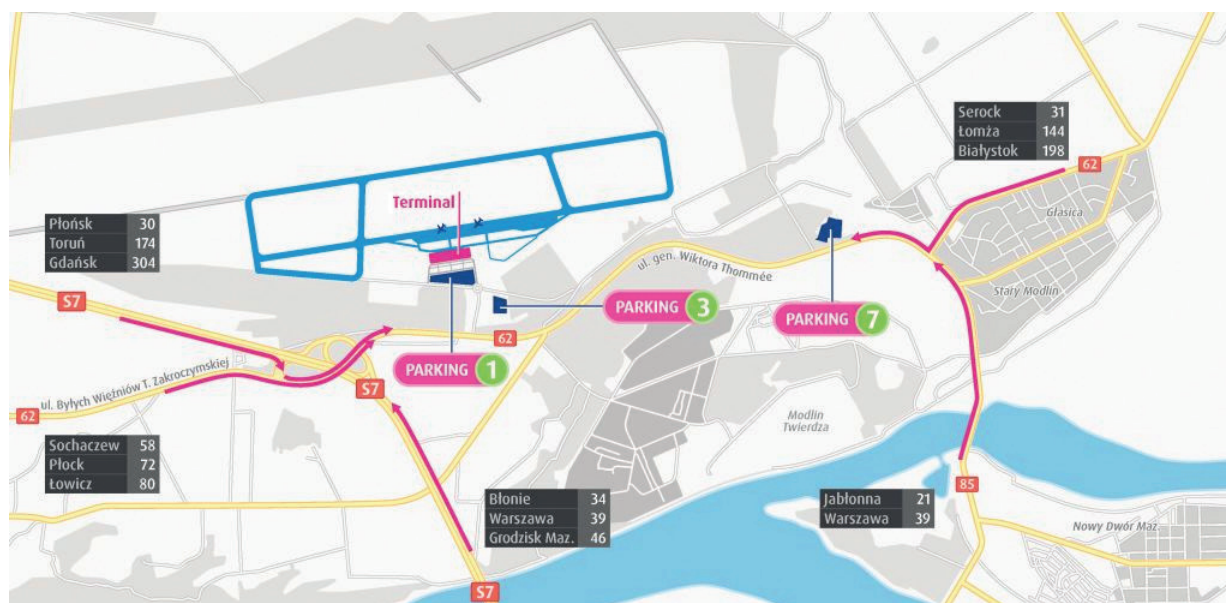 Serock 31
Łomża 144
Białystok 198
62
Głasica
Terminal
Płońsk 30
Toruń 174
Gdańsk 304
S7
ul. gen. Wiktora Thommée
PARKING 3
PARKING 7
Stary Modlin
62
PARKING 1
ul. Byłych Więźniów T. Zakroczymskiej
S7
62
Modlin
Twierdza
Sochaczew 58
Płock 72
Łowicz 80
Błonie 34
Warszawa 39
Grodzisk Maz. 46
85
Jabłonna 21
Warszawa 39
Nowy Dwór Maz.
S7